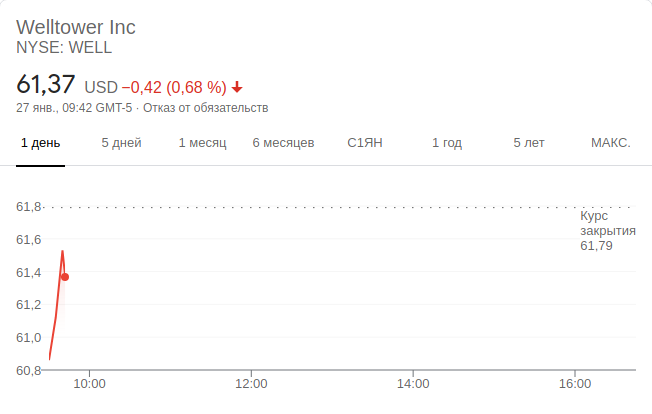 Welltower Inc
NYSE: WELL
61,37 USD −0,42 (0,68 %)
27 янв., 09:42 GMT-5 · Отказ от обязательств
1 день 5 дней 1 месяц 6 месяцев С1ЯН 1 год 5 лет МАКС.
61,8
Курс
закрытия
61,79
61,6
61,4
61,2
61,0
60,8
10:00 12:00 14:00 16:00